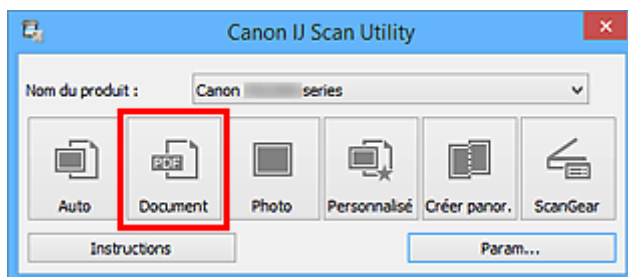 Canon IJ Scan Utility
Nom du produit : Canon series
PDF
Auto Document Photo Personnalisé Créer panor. ScanGear
Instructions Param...